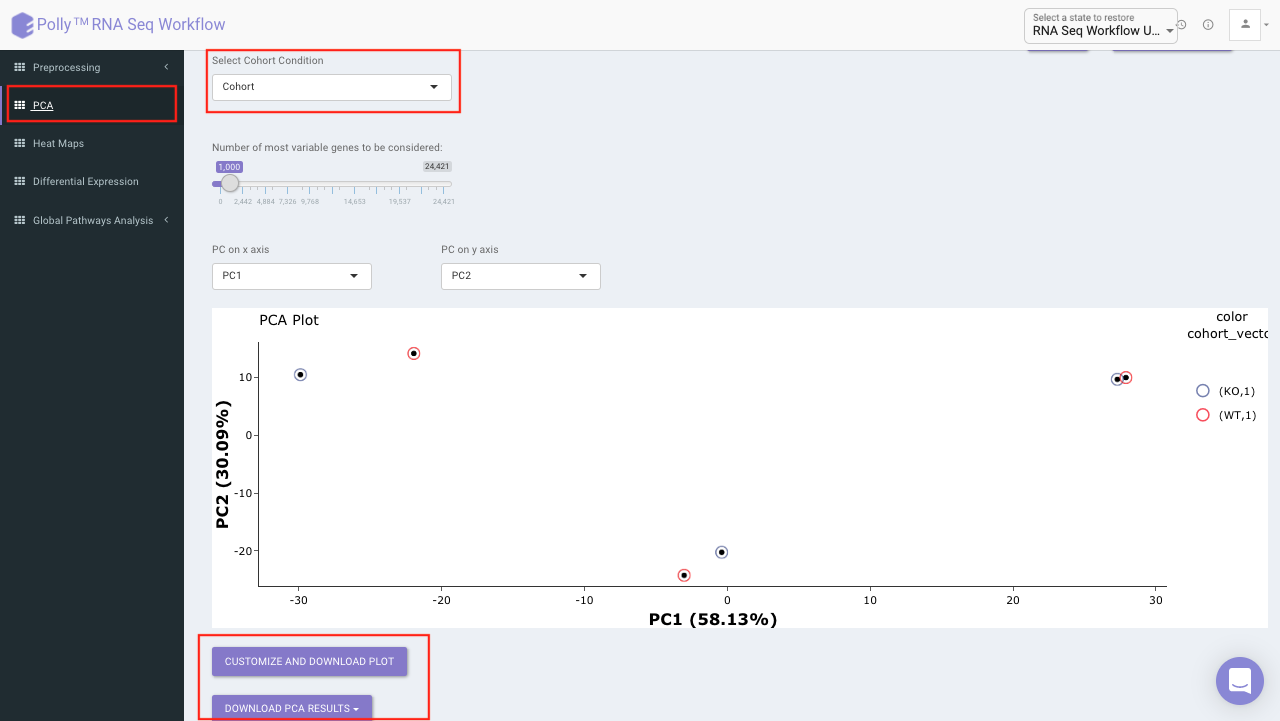 Polly™RNA Seq Workflow
Select a state to restore
RNA Seq Workflow U...
Preprocessing
PCA
Heat Maps
Differential Expression
Global Pathways Analysis
Select Cohort Condition
Cohort
Number of most variable genes to be considered:
1,000 24,421
0 2,442 4,884 7,326 9,768 14,653 19,537 24,421
PC on x axis PC on y axis
PC1 PC2
PCA Plot
color
cohort_vecto
(KO,1)
(WT,1)
10
0
-10
-20
PC2 (30.09%)
-30 -20 -10 0 10 20 30
PC1 (58.13%)
CUSTOMIZE AND DOWNLOAD PLOT
DOWNLOAD PCA RESULTS